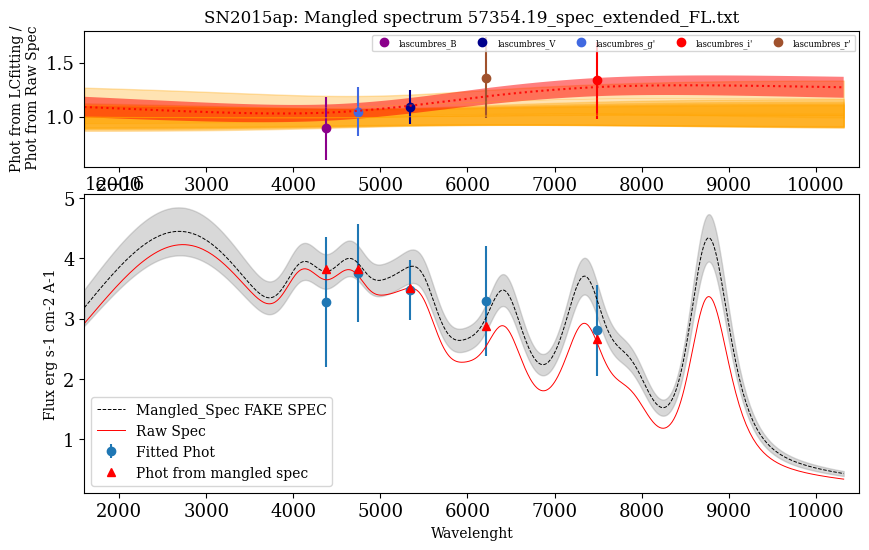 SN2015ap: Mangled spectrum 57354.19_spec_extended_FL.txt
Phot from LCfitting /
Phot from Raw Spec
1.5
1.0
lascumbres_B
lascumbres_V
lascumbres_g'
lascumbres_i'
lascumbres_r'
2000 3000 4000 5000 6000 7000 8000 9000 10000
1e−16
Flux erg s-1 cm-2 A-1
5
4
3
2
1
Mangled_Spec FAKE SPEC
Raw Spec
Fitted Phot
Phot from mangled spec
2000 3000 4000 5000 6000 7000 8000 9000 10000
Wavelenght